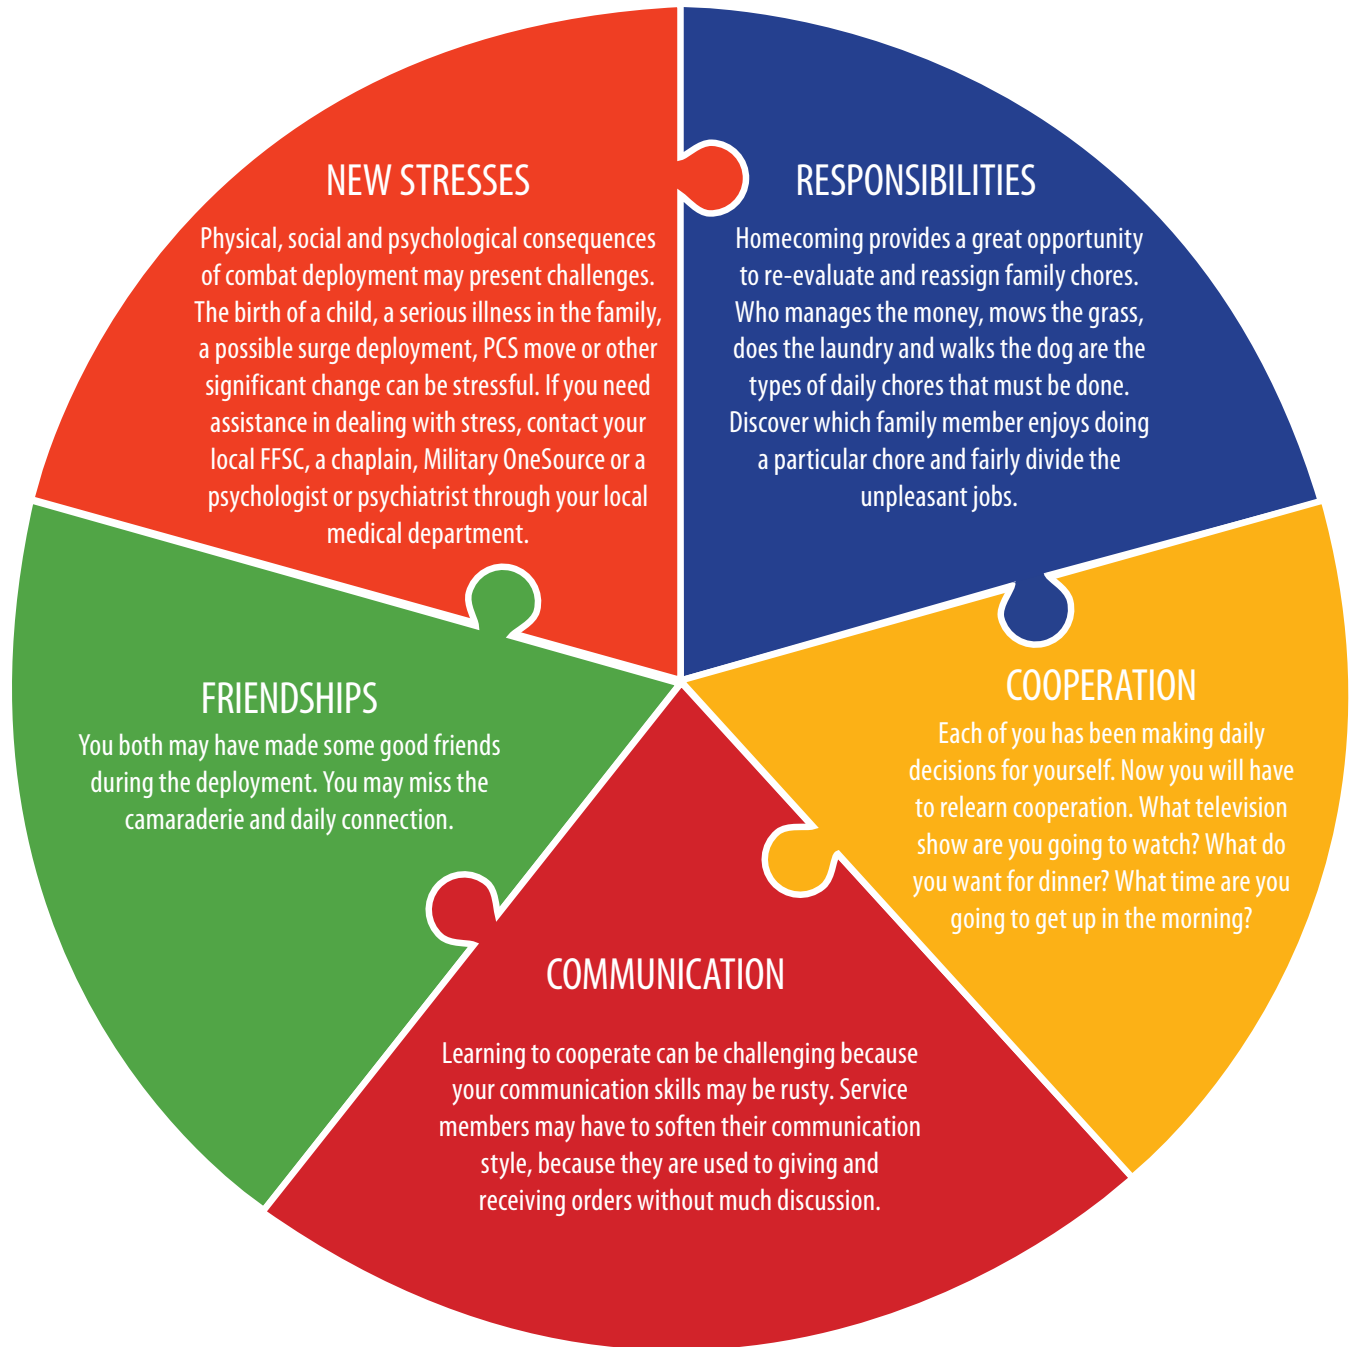 NEW STRESSES
Physical, social and psychological consequences
of combat deployment may present challenges.
The birth of a child, a serious illness in the family,
a possible surge deployment, PCS move or other
significant change can be stressful. If you need
assistance in dealing with stress, contact your
local FFSC, a chaplain, Military OneSource or a
psychologist or psychiatrist through your local
medical department.
RESPONSIBILITIES
Homecoming provides a great opportunity
to re-evaluate and reassign family chores.
Who manages the money, mows the grass,
does the laundry and walks the dog are the
types of daily chores that must be done.
Discover which family member enjoys doing
a particular chore and fairly divide the
unpleasant jobs.
FRIENDSHIPS
You both may have made some good friends
during the deployment. You may miss the
camaraderie and daily connection.
COOPERATION
Each of you has been making daily
decisions for yourself. Now you will have
to relearn cooperation. What television
show are you going to watch? What do
you want for dinner? What time are you
going to get up in the morning?
COMMUNICATION
Learning to cooperate can be challenging because
your communication skills may be rusty. Service
members may have to soften their communication
style, because they are used to giving and
receiving orders without much discussion.